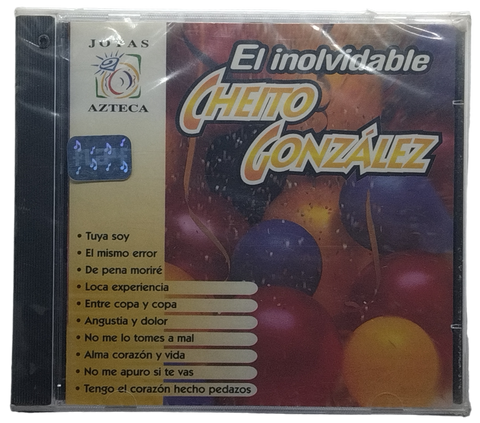 JOYAS
AZTECA
El inolvidable
CHEITO
GONZÁLEZ
• Tuya soy
• El mismo error
• De pena moriré
• Loca experiencia
• Entre copa y copa
• Angustia y dolor
• No me lo tomes a mal
• Alma corazón y vida
• No me apuro si te vas
• Tengo el corazón hecho pedazos